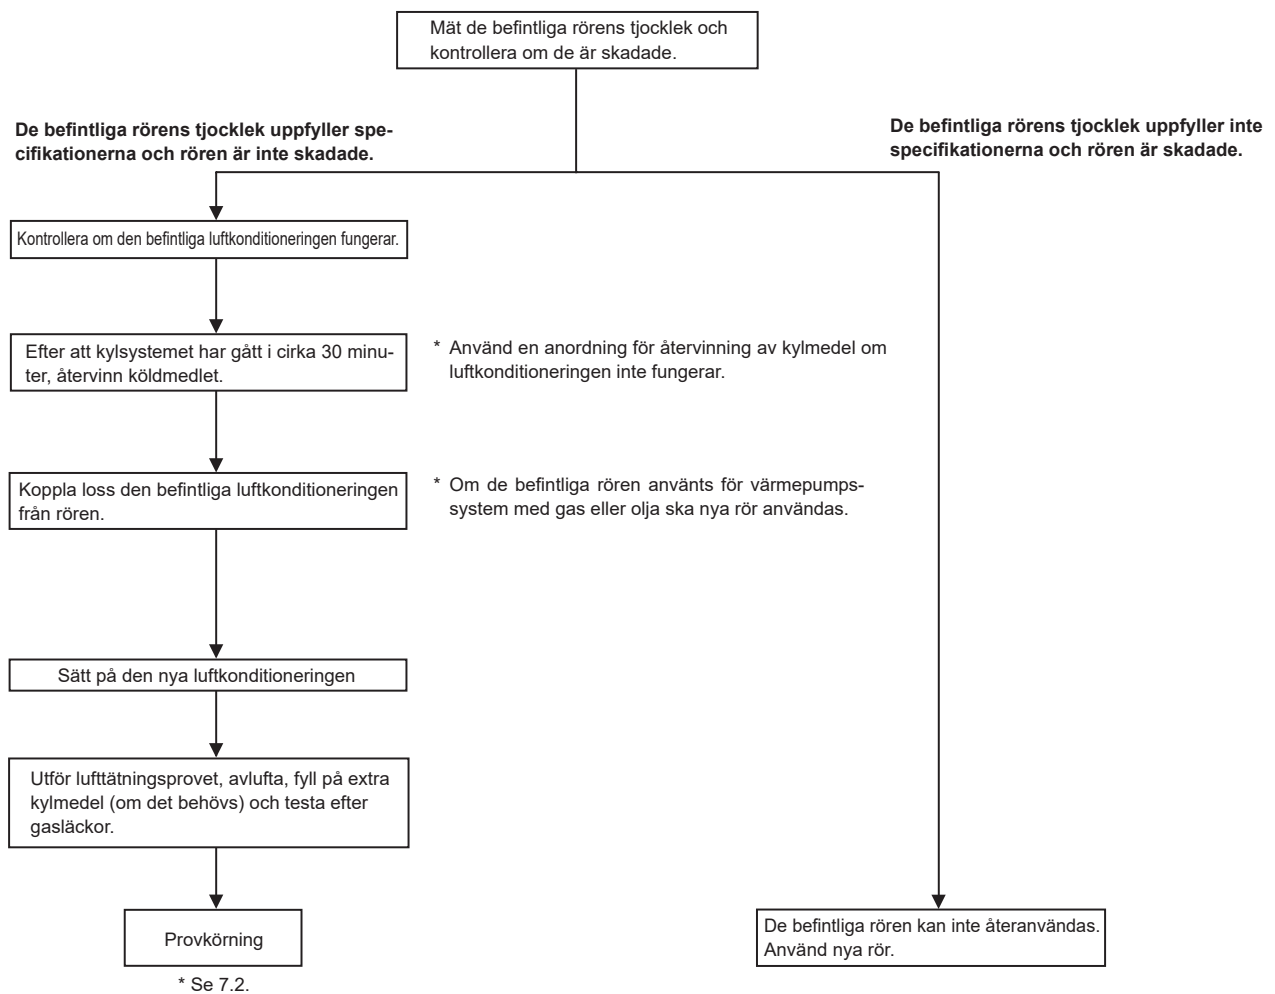 Mät de befintliga rörens tjocklek och
kontrollera om de är skadade.
De befintliga rörens tjocklek uppfyller spe-
cifikationerna och rören är inte skadade.
De befintliga rörens tjocklek uppfyller inte
specifikationerna och rören är skadade.
Kontrollera om den befintliga luftkonditioneringen fungerar.
Efter att kylsystemet har gått i cirka 30 minu-
ter, återvinn köldmedlet.
* Använd en anordning för återvinning av kylmedel om
luftkonditioneringen inte fungerar.
Koppla loss den befintliga luftkonditioneringen
från rören.
* Om de befintliga rören använts för värmepumps-
system med gas eller olja ska nya rör användas.
Sätt på den nya luftkonditioneringen
Utför lufttätningsprovet, avlufta, fyll på extra
kylmedel (om det behövs) och testa efter
gasläckor.
Provkörning
* Se 7.2.
De befintliga rören kan inte återanvändas.
Använd nya rör.